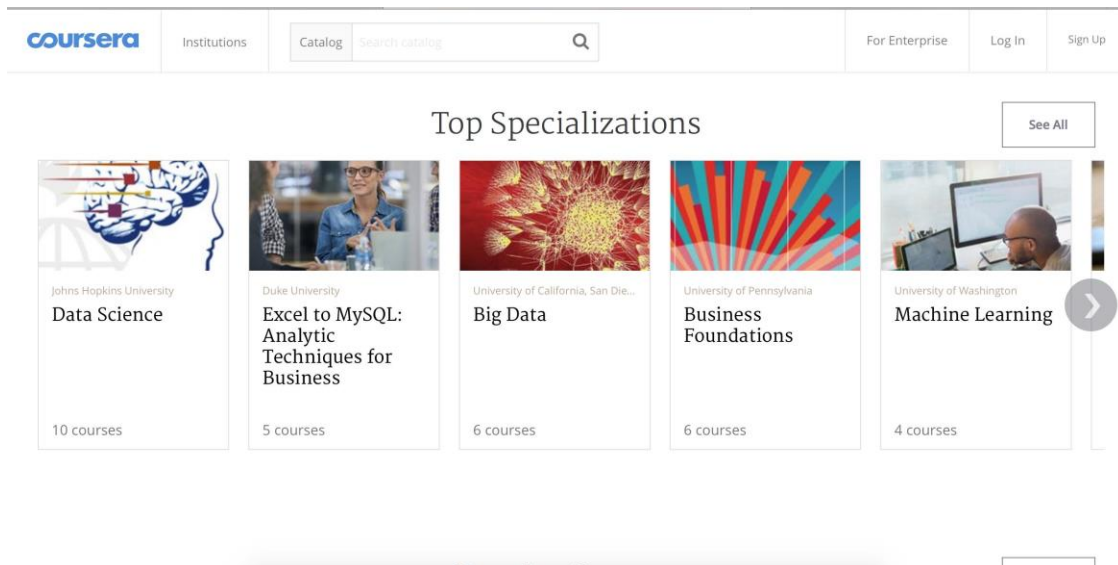 coursera
Institutions
Catalog
Search catalog
For Enterprise
Log In
Sign Up
Top Specializations
See All
Johns Hopkins University
Data Science
10 courses
Duke University
Excel to MySQL:
Analytic
Techniques for
Business
5 courses
University of California, San Die...
Big Data
6 courses
University of Pennsylvania
Business
Foundations
6 courses
University of Washington
Machine Learning
4 courses